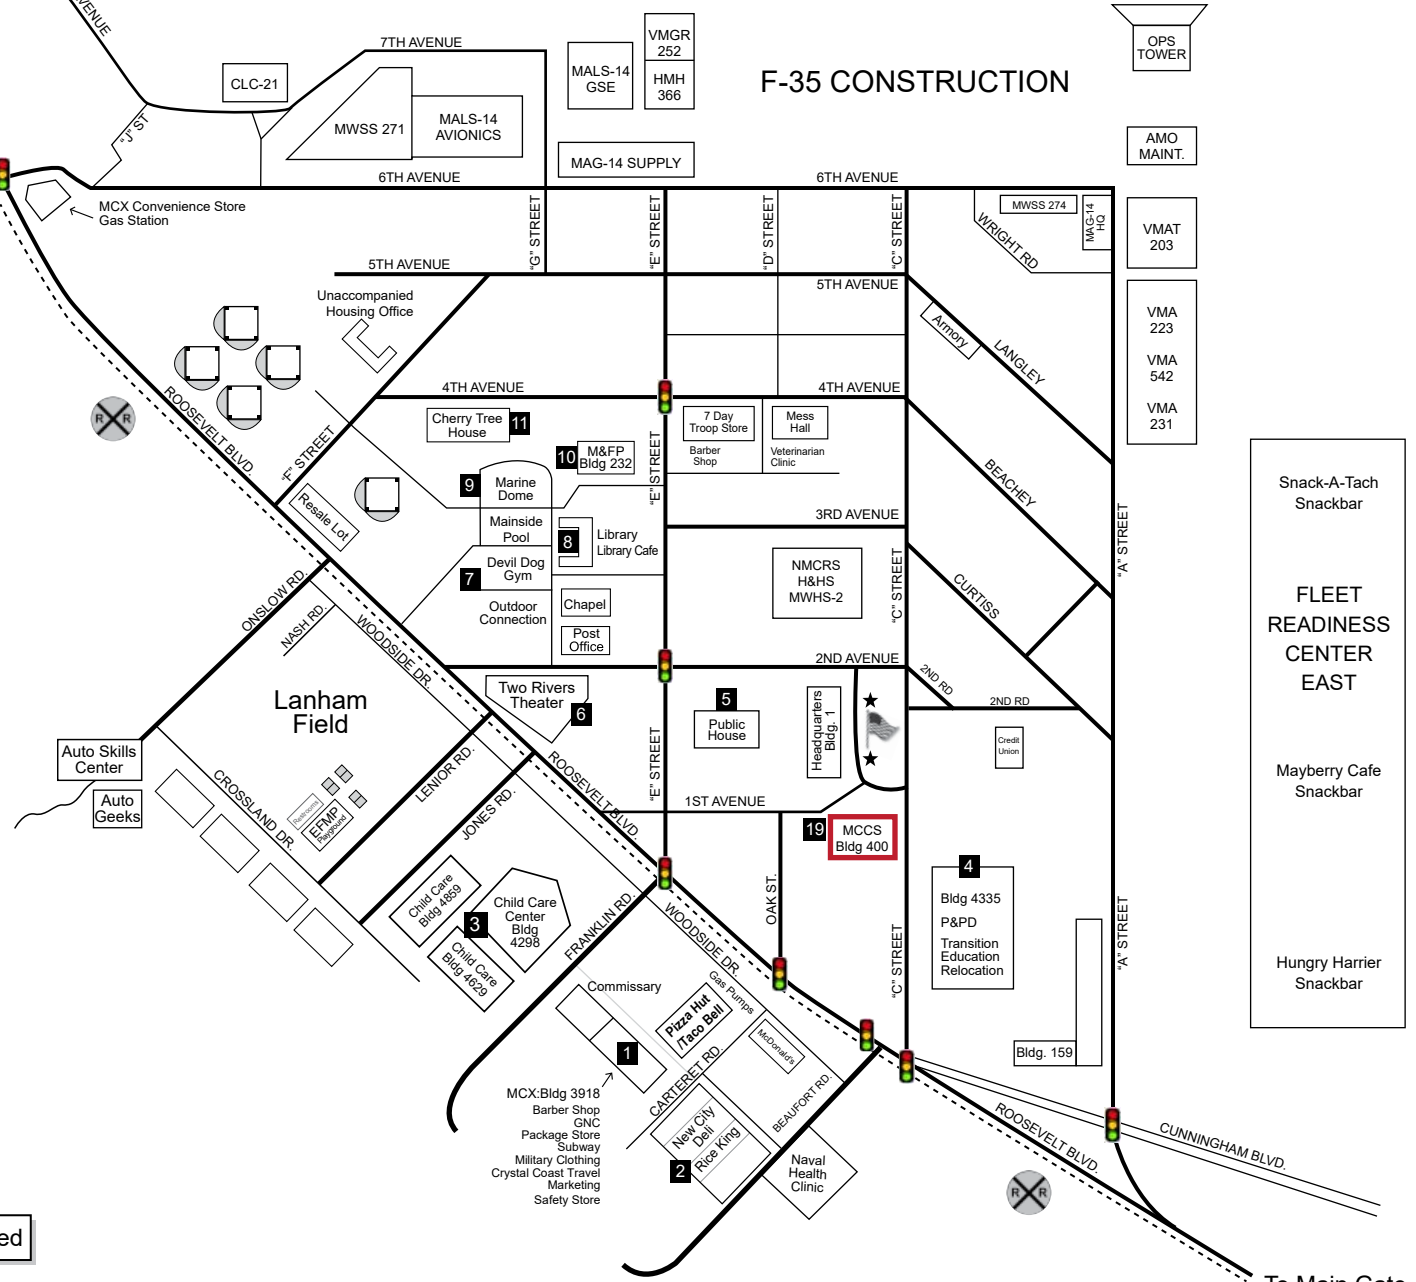 VENUE
7TH AVENUE
CLC-21
"J" ST
MWSS 271
MALS-14
AVIONICS
MALS-14
GSE
VMGR
252
HMH
366
MAG-14 SUPPLY
F-35 CONSTRUCTION
OPS
TOWER
AMO
MAINT.
6TH AVENUE
6TH AVENUE
MCX Convenience Store
Gas Station
"G" STREET
"E" STREET
"D" STREET
"C" STREET
MWSS 274
MAG-14
HQ
WRIGHT RD
VMAT
203
5TH AVENUE
5TH AVENUE
Unaccompanied
Housing Office
Armory
LANGLEY
VMA
223
VMA
542
VMA
231
ROOSEVELT BLVD.
R R
4TH AVENUE
4TH AVENUE
Cherry Tree
House
11
7 Day
Troop Store
Mess
Hall
Barber
Shop
Veterinarian
Clinic
"F" STREET
10
M&FP
Bldg 232
"E" STREET
9
Marine
Dome
BEACHEY
Resale Lot
Mainside
Pool
8
Library
Library Cafe
3RD AVENUE
"A" STREET
Snack-A-Tach
Snackbar
FLEET
READINESS
CENTER
EAST
Mayberry Cafe
Snackbar
Hungry Harrier
Snackbar
7
Devil Dog
Gym
NMCRS
H&HS
MWHS-2
"C" STREET
CURTISS
ONSLOW RD.
NASH RD.
Outdoor
Connection
Chapel
Post
Office
WOODSIDE DR.
2ND AVENUE
2ND RD
2ND RD
Lanham
Field
Two Rivers
Theater
6
5
Public
House
Headquarters
Bldg. 1
Credit
Union
Auto Skills
Center
Auto
Geeks
CROSSLAND DR.
LENIOR RD.
ROOSEVELT BLVD.
"E" STREET
1ST AVENUE
Restrooms
EFMP
Playground
JONES RD.
19
MCCS
Bldg 400
4
Bldg 4335
P&PD
Transition
Education
Relocation
Child Care
Bldg 4859
3
Child Care
Center
Bldg
4298
Child Care
Bldg 4629
FRANKLIN RD.
WOODSIDE DR.
OAK ST.
"C" STREET
"A" STREET
Commissary
Gas Pumps
Pizza Hut
/Taco Bell
McDonald's
1
Bldg. 159
CARTERET RD.
MCX:Bldg 3918
Barber Shop
GNC
Package Store
Subway
Military Clothing
Crystal Coast Travel
Marketing
Safety Store
BEAUFORT RD.
New City
Deli
Rice King
2
Naval
Health
Clinic
ROOSEVELT BLVD.
CUNNINGHAM BLVD.
R R
ed
To Main Gate